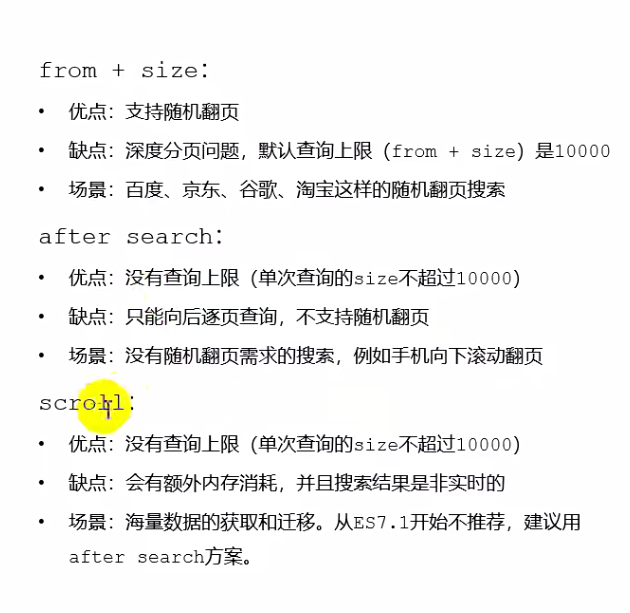 from + size:
• 优点：支持随机翻页
• 缺点：深度分页问题，默认查询上限（from + size）是10000
• 场景：百度、京东、谷歌、淘宝这样的随机翻页搜索
after search:
• 优点：没有查询上限（单次查询的size不超过10000）
• 缺点：只能向后逐页查询，不支持随机翻页
• 场景：没有随机翻页需求的搜索，例如手机向下滚动翻页
scroll:
• 优点：没有查询上限（单次查询的size不超过10000）
• 缺点：会有额外内存消耗，并且搜索结果是非实时的
• 场景：海量数据的获取和迁移。从ES7.1开始不推荐，建议用
after search方案。